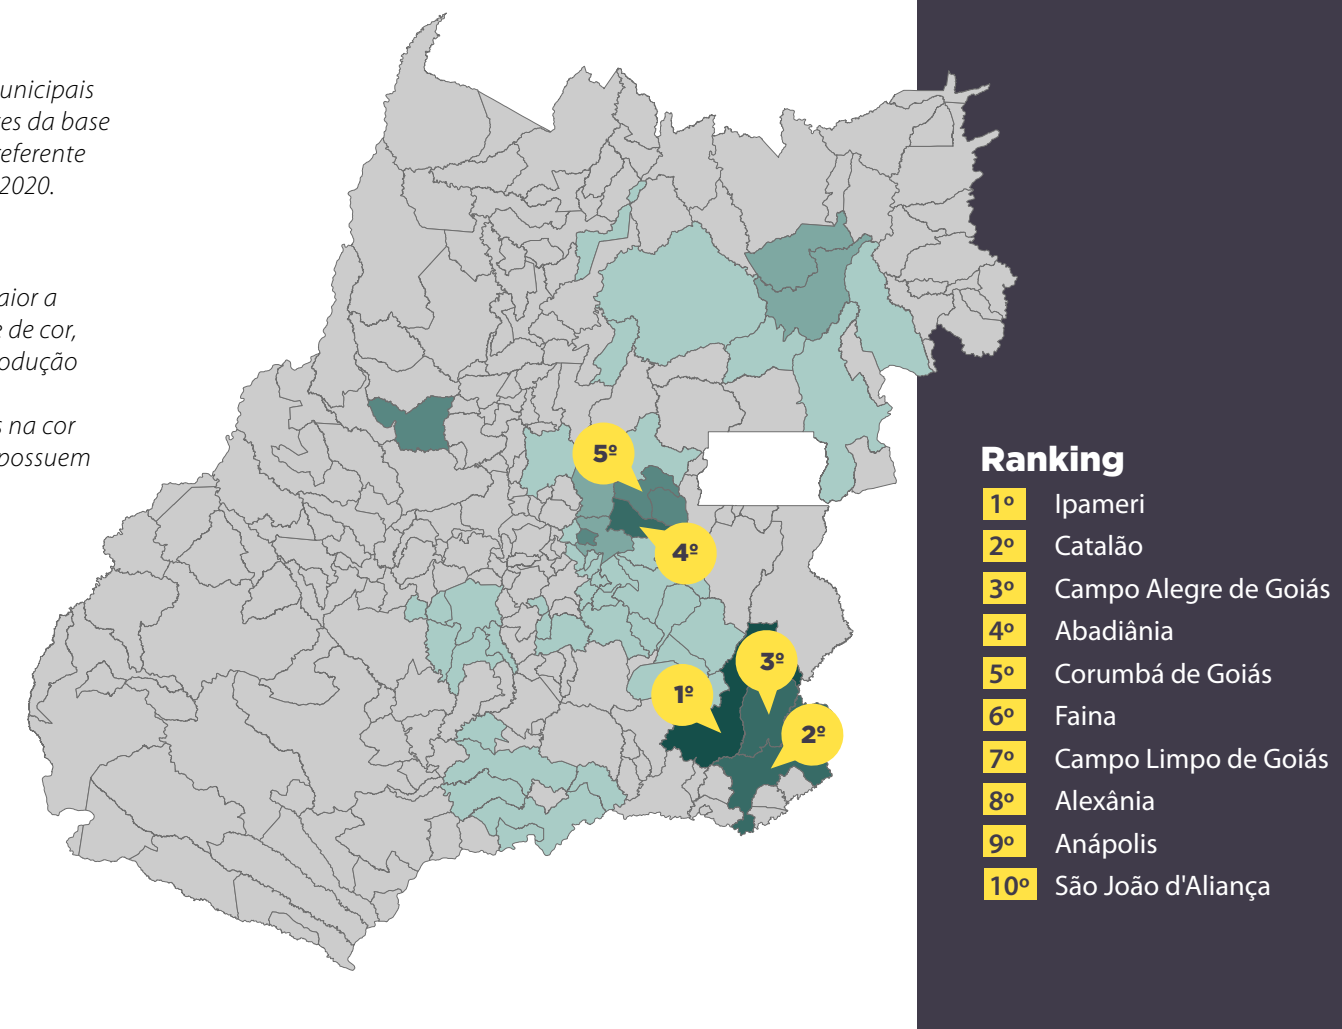 unicipais
es da base
eferente
2020.
aior a
e de cor,
odução
s na cor
possuem
5º
4º
3º
1º
2º
Ranking
1º Ipameri
2º Catalão
3º Campo Alegre de Goiás
4º Abadiânia
5º Corumbá de Goiás
6º Faina
7º Campo Limpo de Goiás
8º Alexânia
9º Anápolis
10º São João d'Aliança